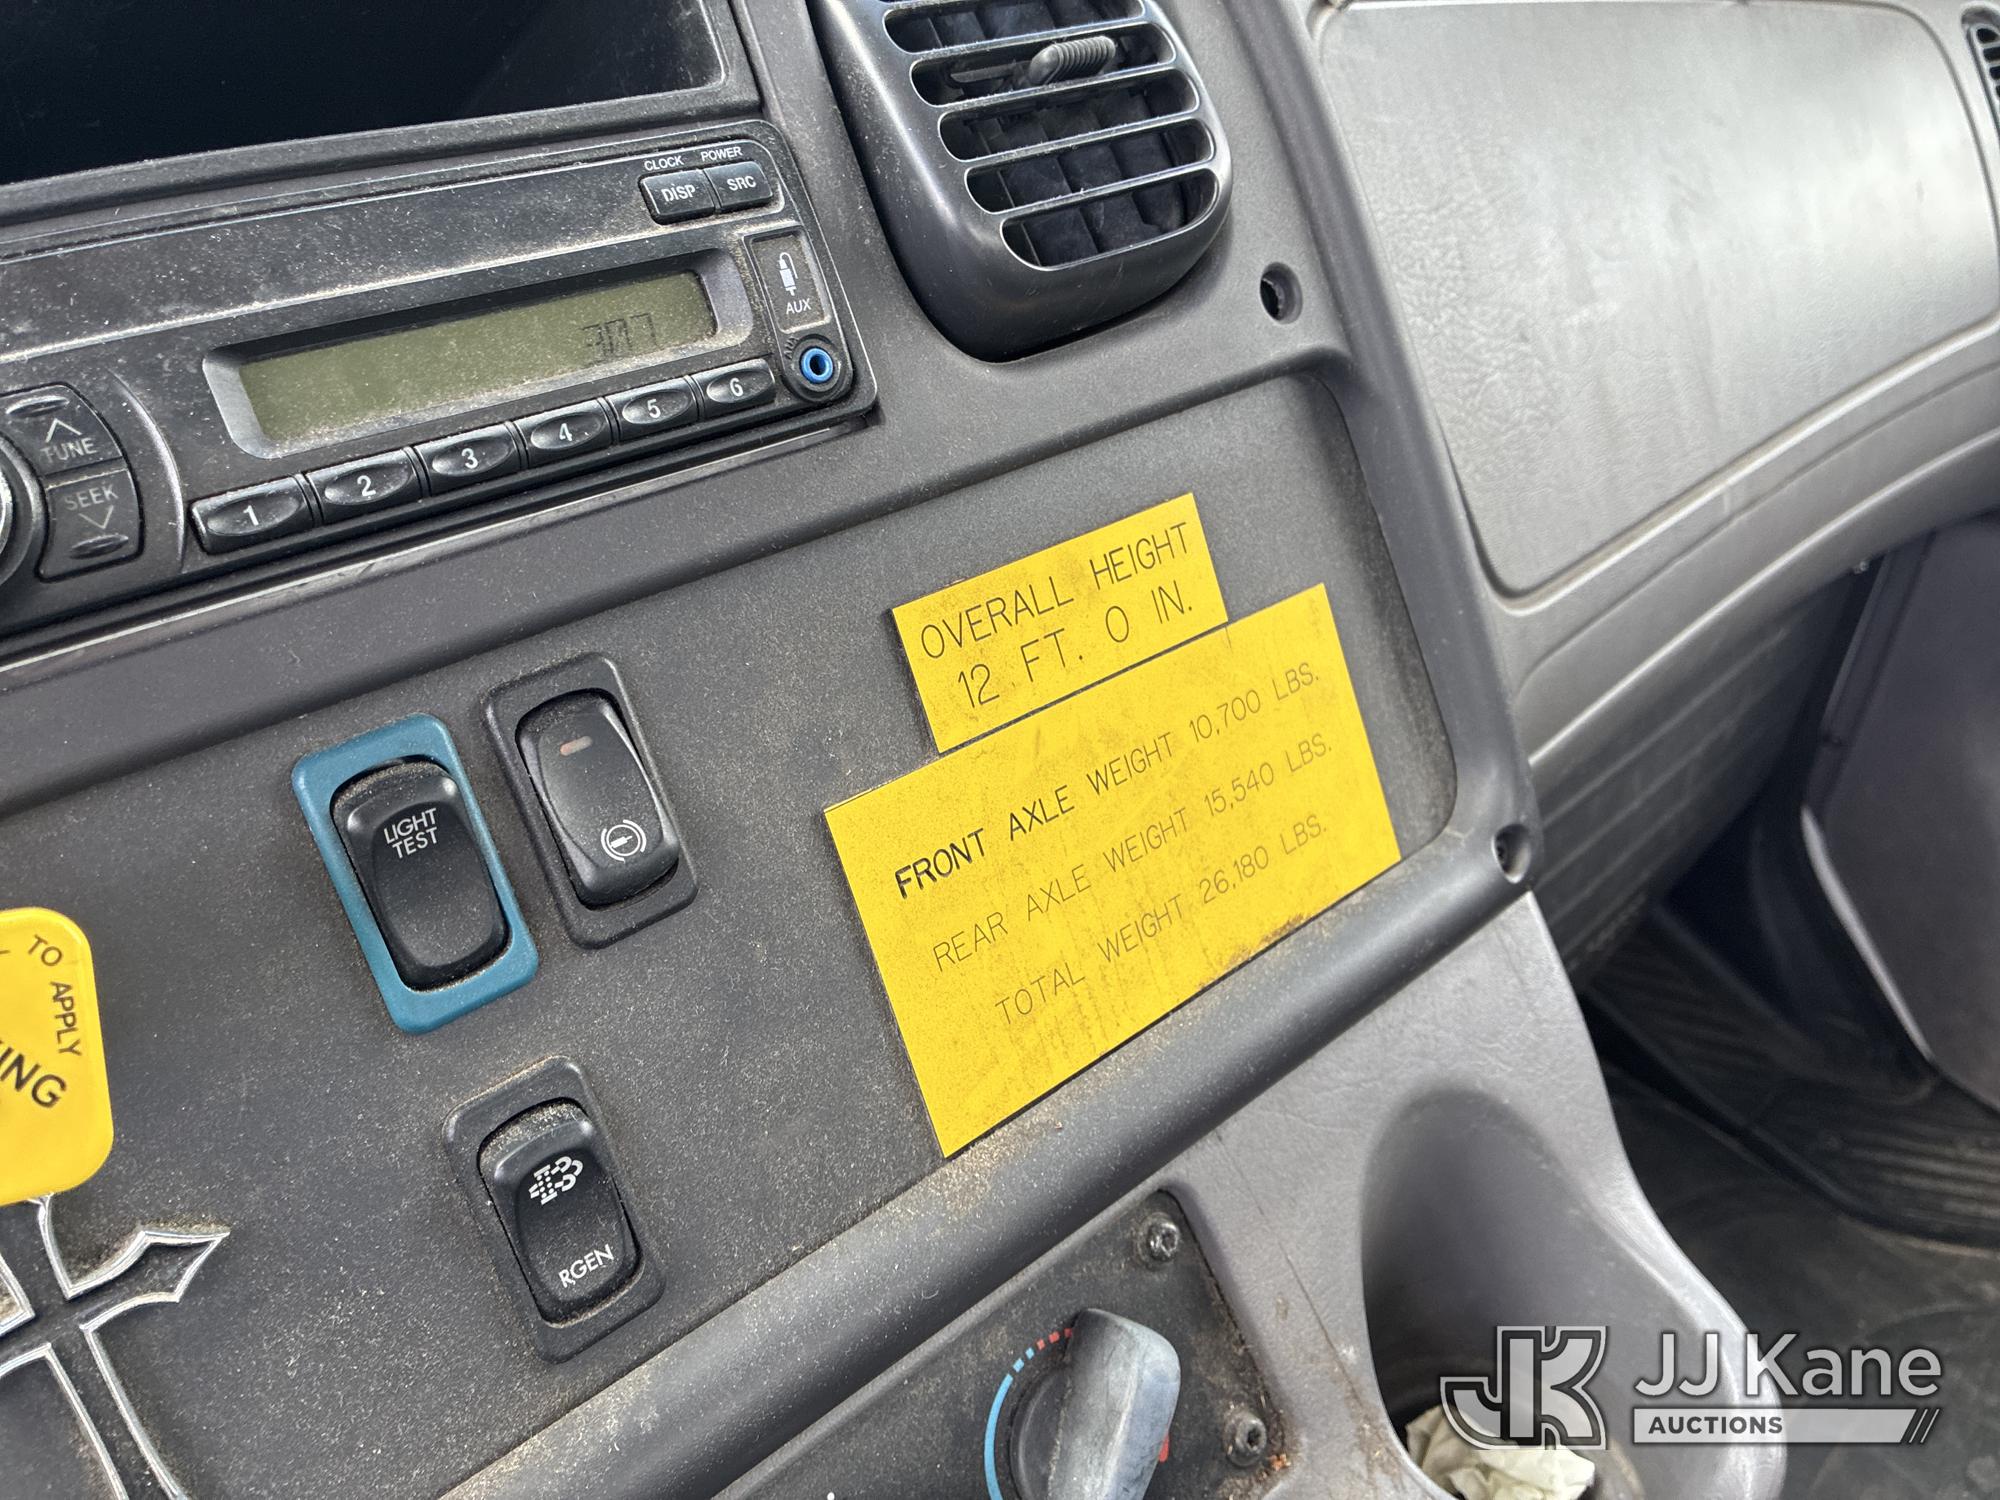 CLOCK POWER
DISP SRC
AUX
AUX
TUNE
SEEK
1 2 3 4 5 6
OVERALL HEIGHT
12 FT. 0 IN.
FRONT AXLE WEIGHT 10,700 LBS.
REAR AXLE WEIGHT 15,540 LBS.
TOTAL WEIGHT 26,180 LBS.
LIGHT
TEST
TO APPLY
RGEN
JK
JJ Kane
AUCTIONS